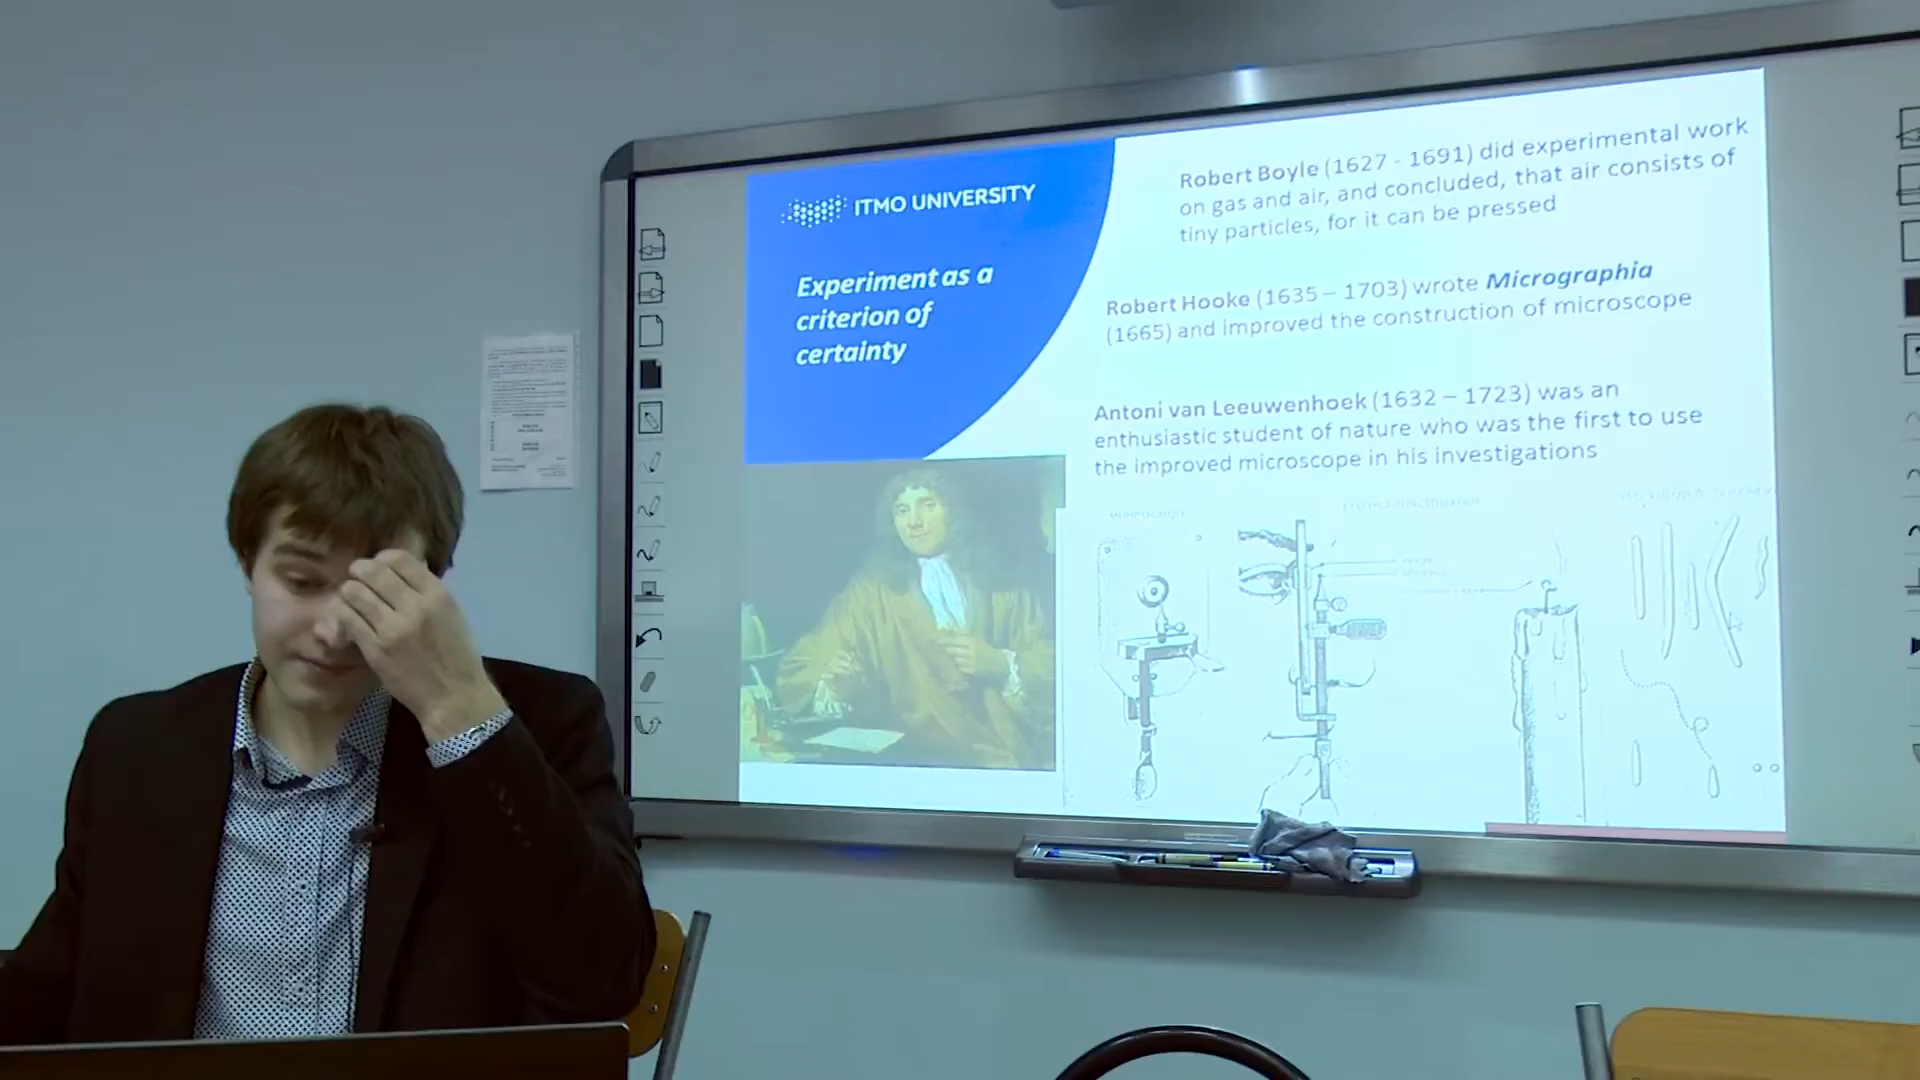 ITMO UNIVERSITY
Experiment as a
criterion of
certainty
Robert Boyle (1627 - 1691) did experimental work
on gas and air, and concluded, that air consists of
tiny particles, for it can be pressed
Robert Hooke (1635 – 1703) wrote Micrographia
(1665) and improved the construction of microscope
Antoni van Leeuwenhoek (1632 – 1723) was an
enthusiastic student of nature who was the first to use
the improved microscope in his investigations